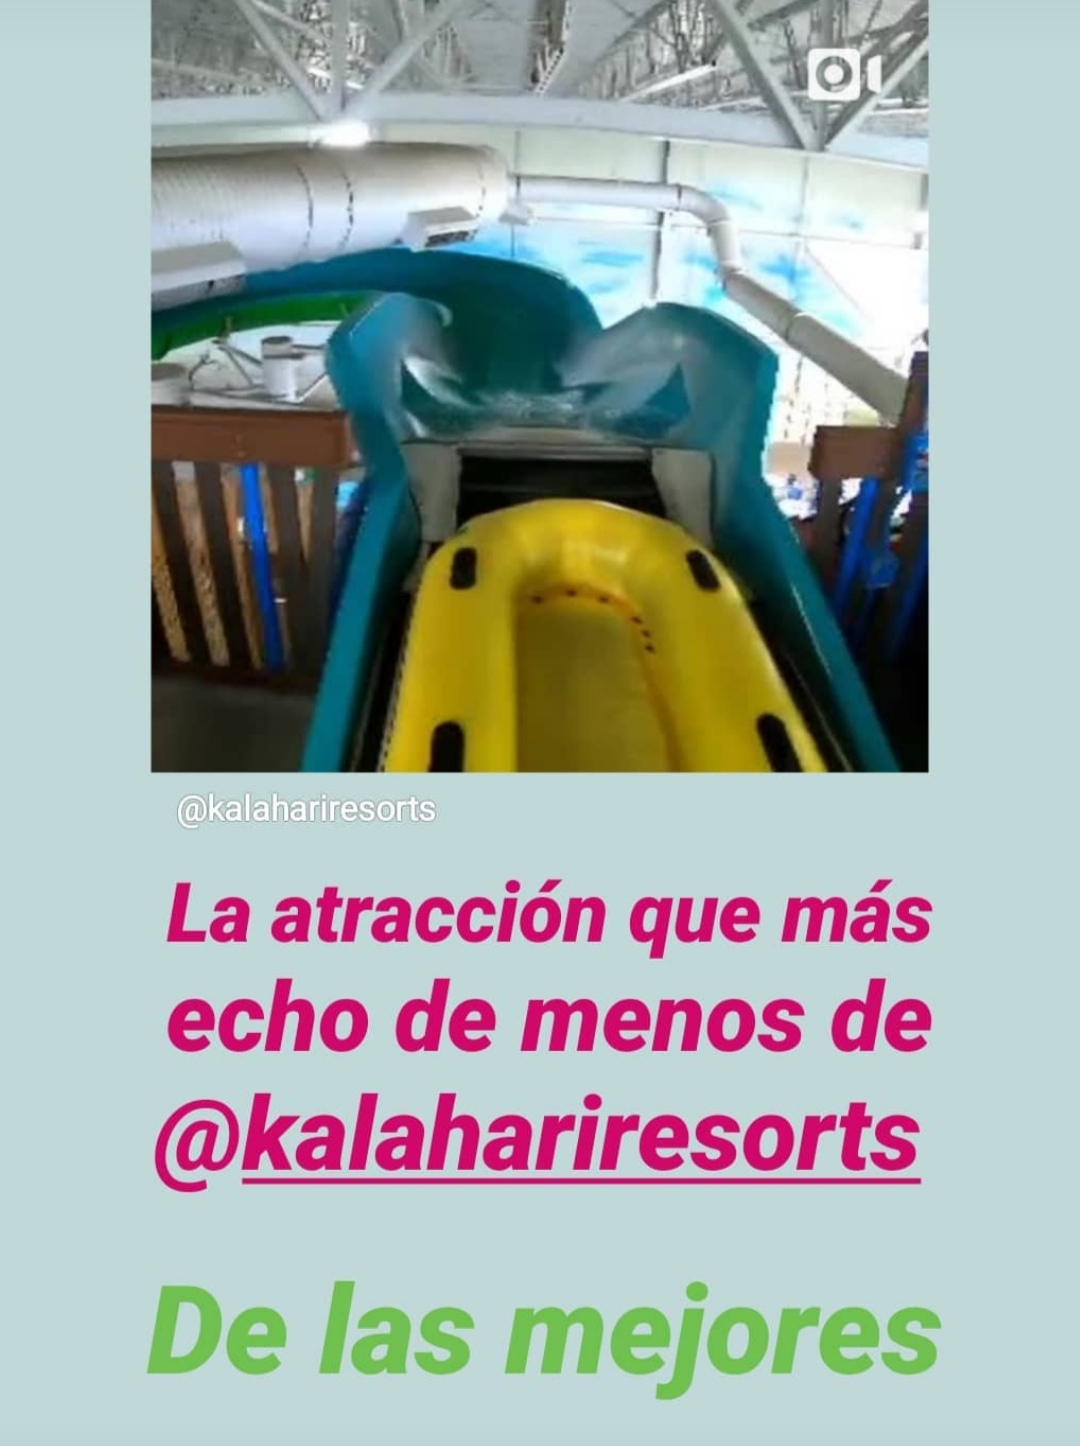 @kalahariresorts
La atracción que más
echo de menos de
@kalahariresorts
De las mejores